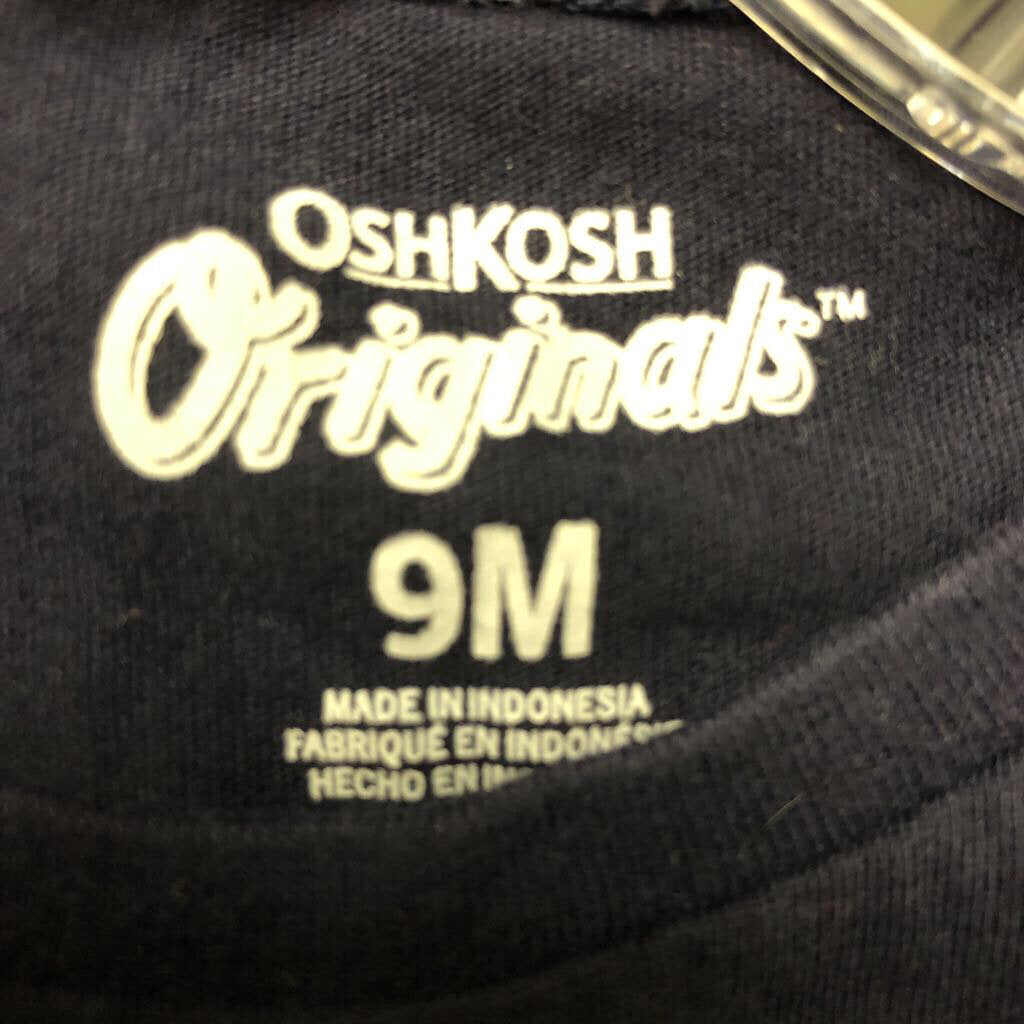 OSHKOSH
Originals™
9M
MADE IN INDONESIA
FABRIQUÉ EN
HECHO EN